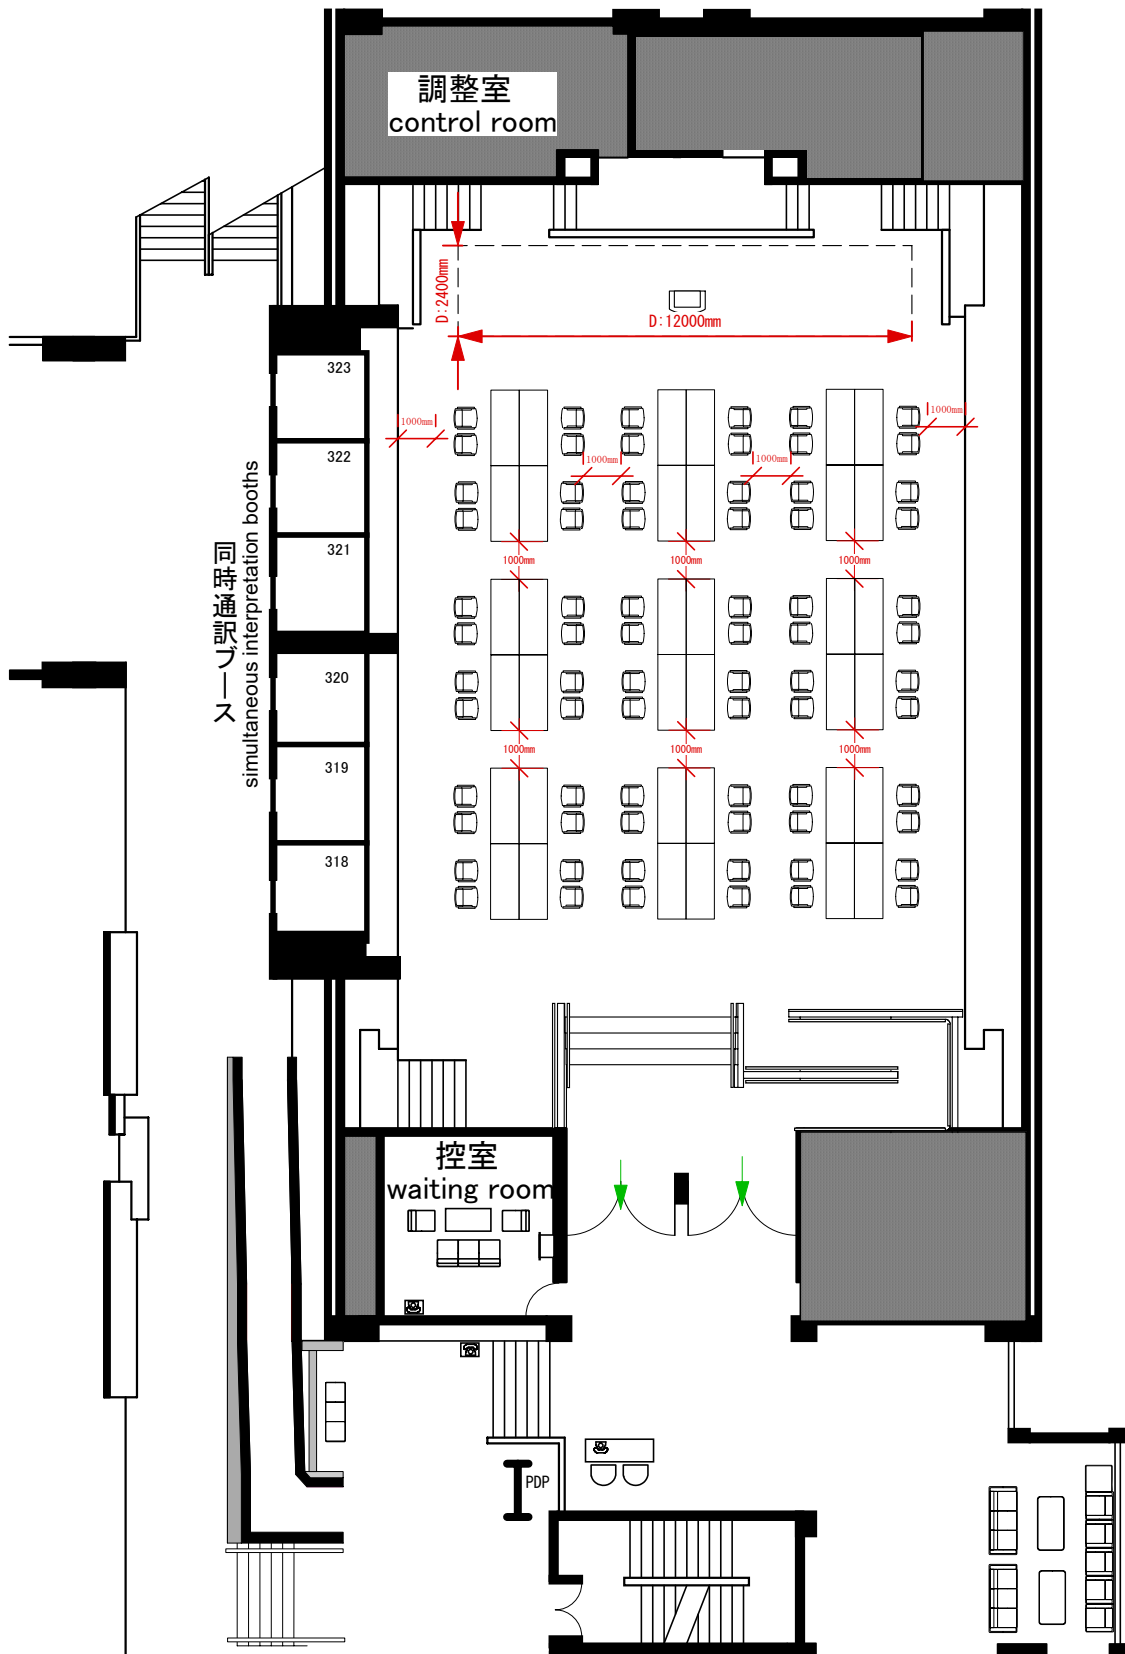 調整室
control room
D:2400mm
D:12000mm
323
1000mm
1000mm
322
1000mm
1000mm
同時通訳ブース
simultaneous interpretation booths
321
1000mm
1000mm
1000mm
320
319
1000mm
1000mm
1000mm
318
控室
waiting room
PDP